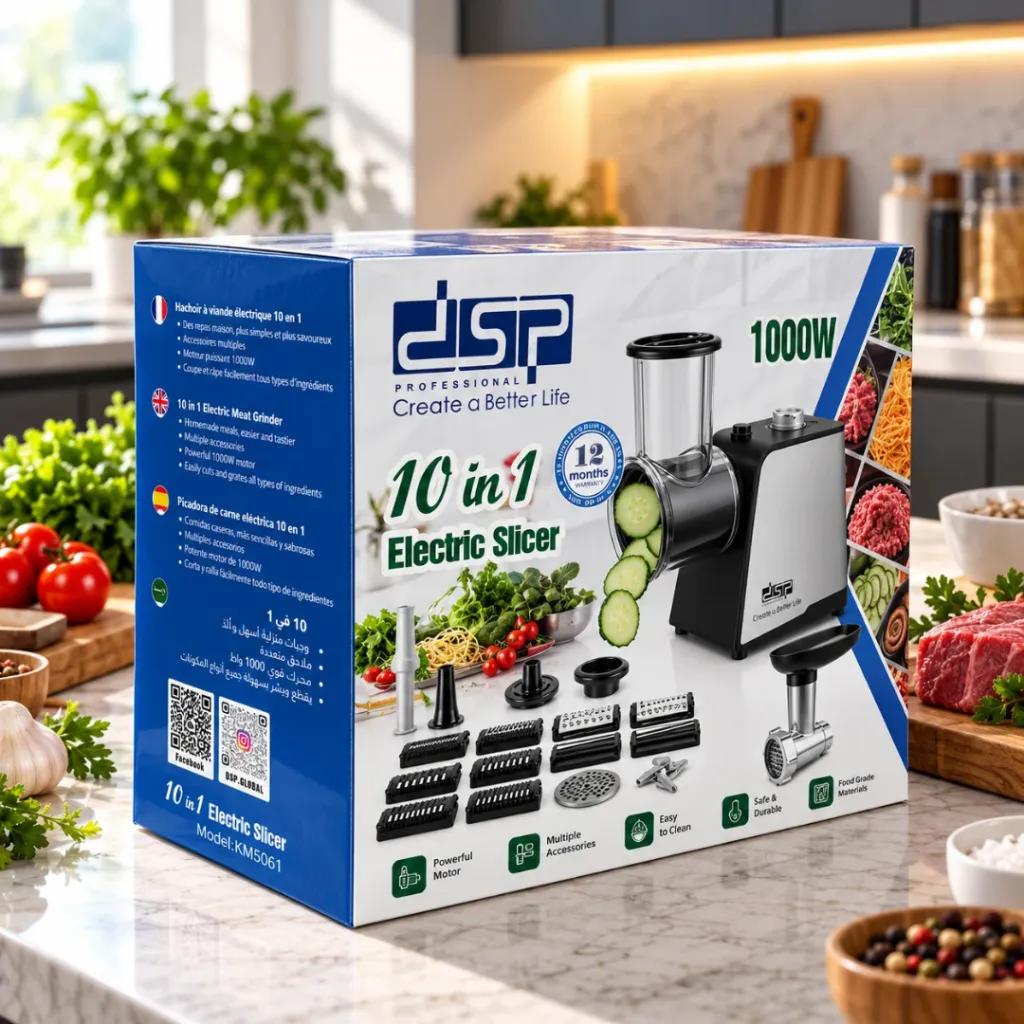 Hachoir à viande électrique 10 en 1
• Des repas maison, plus simples et plus savoureux
• Accessoires multiples
• Moteur puissant 1000W
• Coupe et râpe facilement tous types d'ingrédients
10 in 1 Electric Meat Grinder
• Homemade meals, easier and tastier
• Multiple accessories
• Powerful 1000W motor
• Easily cuts and grates all types of ingredients
Picadora de carne eléctrica 10 en 1
• Comidas caseras, más sencillas y sabrosas
• Multiples accesorios
• Potente motor de 1000W
• Corta y ralla fácilmente todo tipo de ingredientes
10 في 1
• وجبات منزلية أسهل وألذ
• ملاحق متعددة
• محرك قوي 1000 واط
• يقطع ويبشر بسهولة جميع أنواع المكونات
Facebook
DSP.GLOBAL
10 in 1 Electric Slicer
Model:KM5061
dsp
PROFESSIONAL
Create a Better Life
1000W
12
months
WARRANTY
10 in 1
Electric Slicer
dsp
Create a Better Life
Powerful
Motor
Multiple
Accessories
Easy
to Clean
Safe &
Durable
Food Grade
Materials